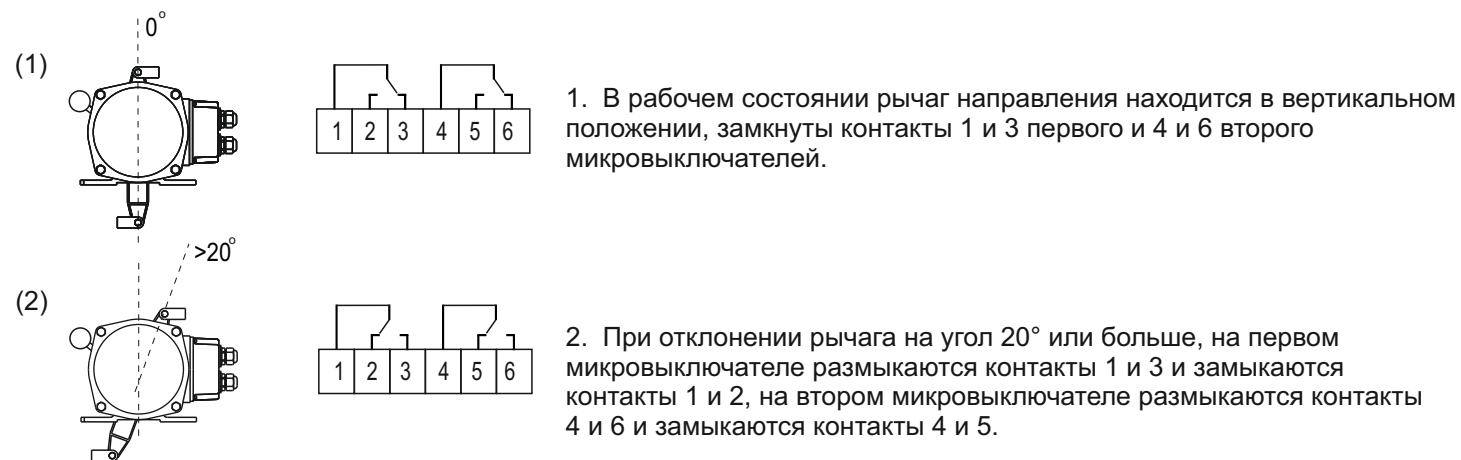 0°
(1)
1 2 3 4 5 6
1. В рабочем состоянии рычаг направления находится в вертикальном
положении, замкнуты контакты 1 и 3 первого и 4 и 6 второго
микровыключателей.
>20°
(2)
1 2 3 4 5 6
2. При отклонении рычага на угол 20° или больше, на первом
микровыключателе размыкаются контакты 1 и 3 и замыкаются
контакты 1 и 2, на втором микровыключателе размыкаются контакты
4 и 6 и замыкаются контакты 4 и 5.